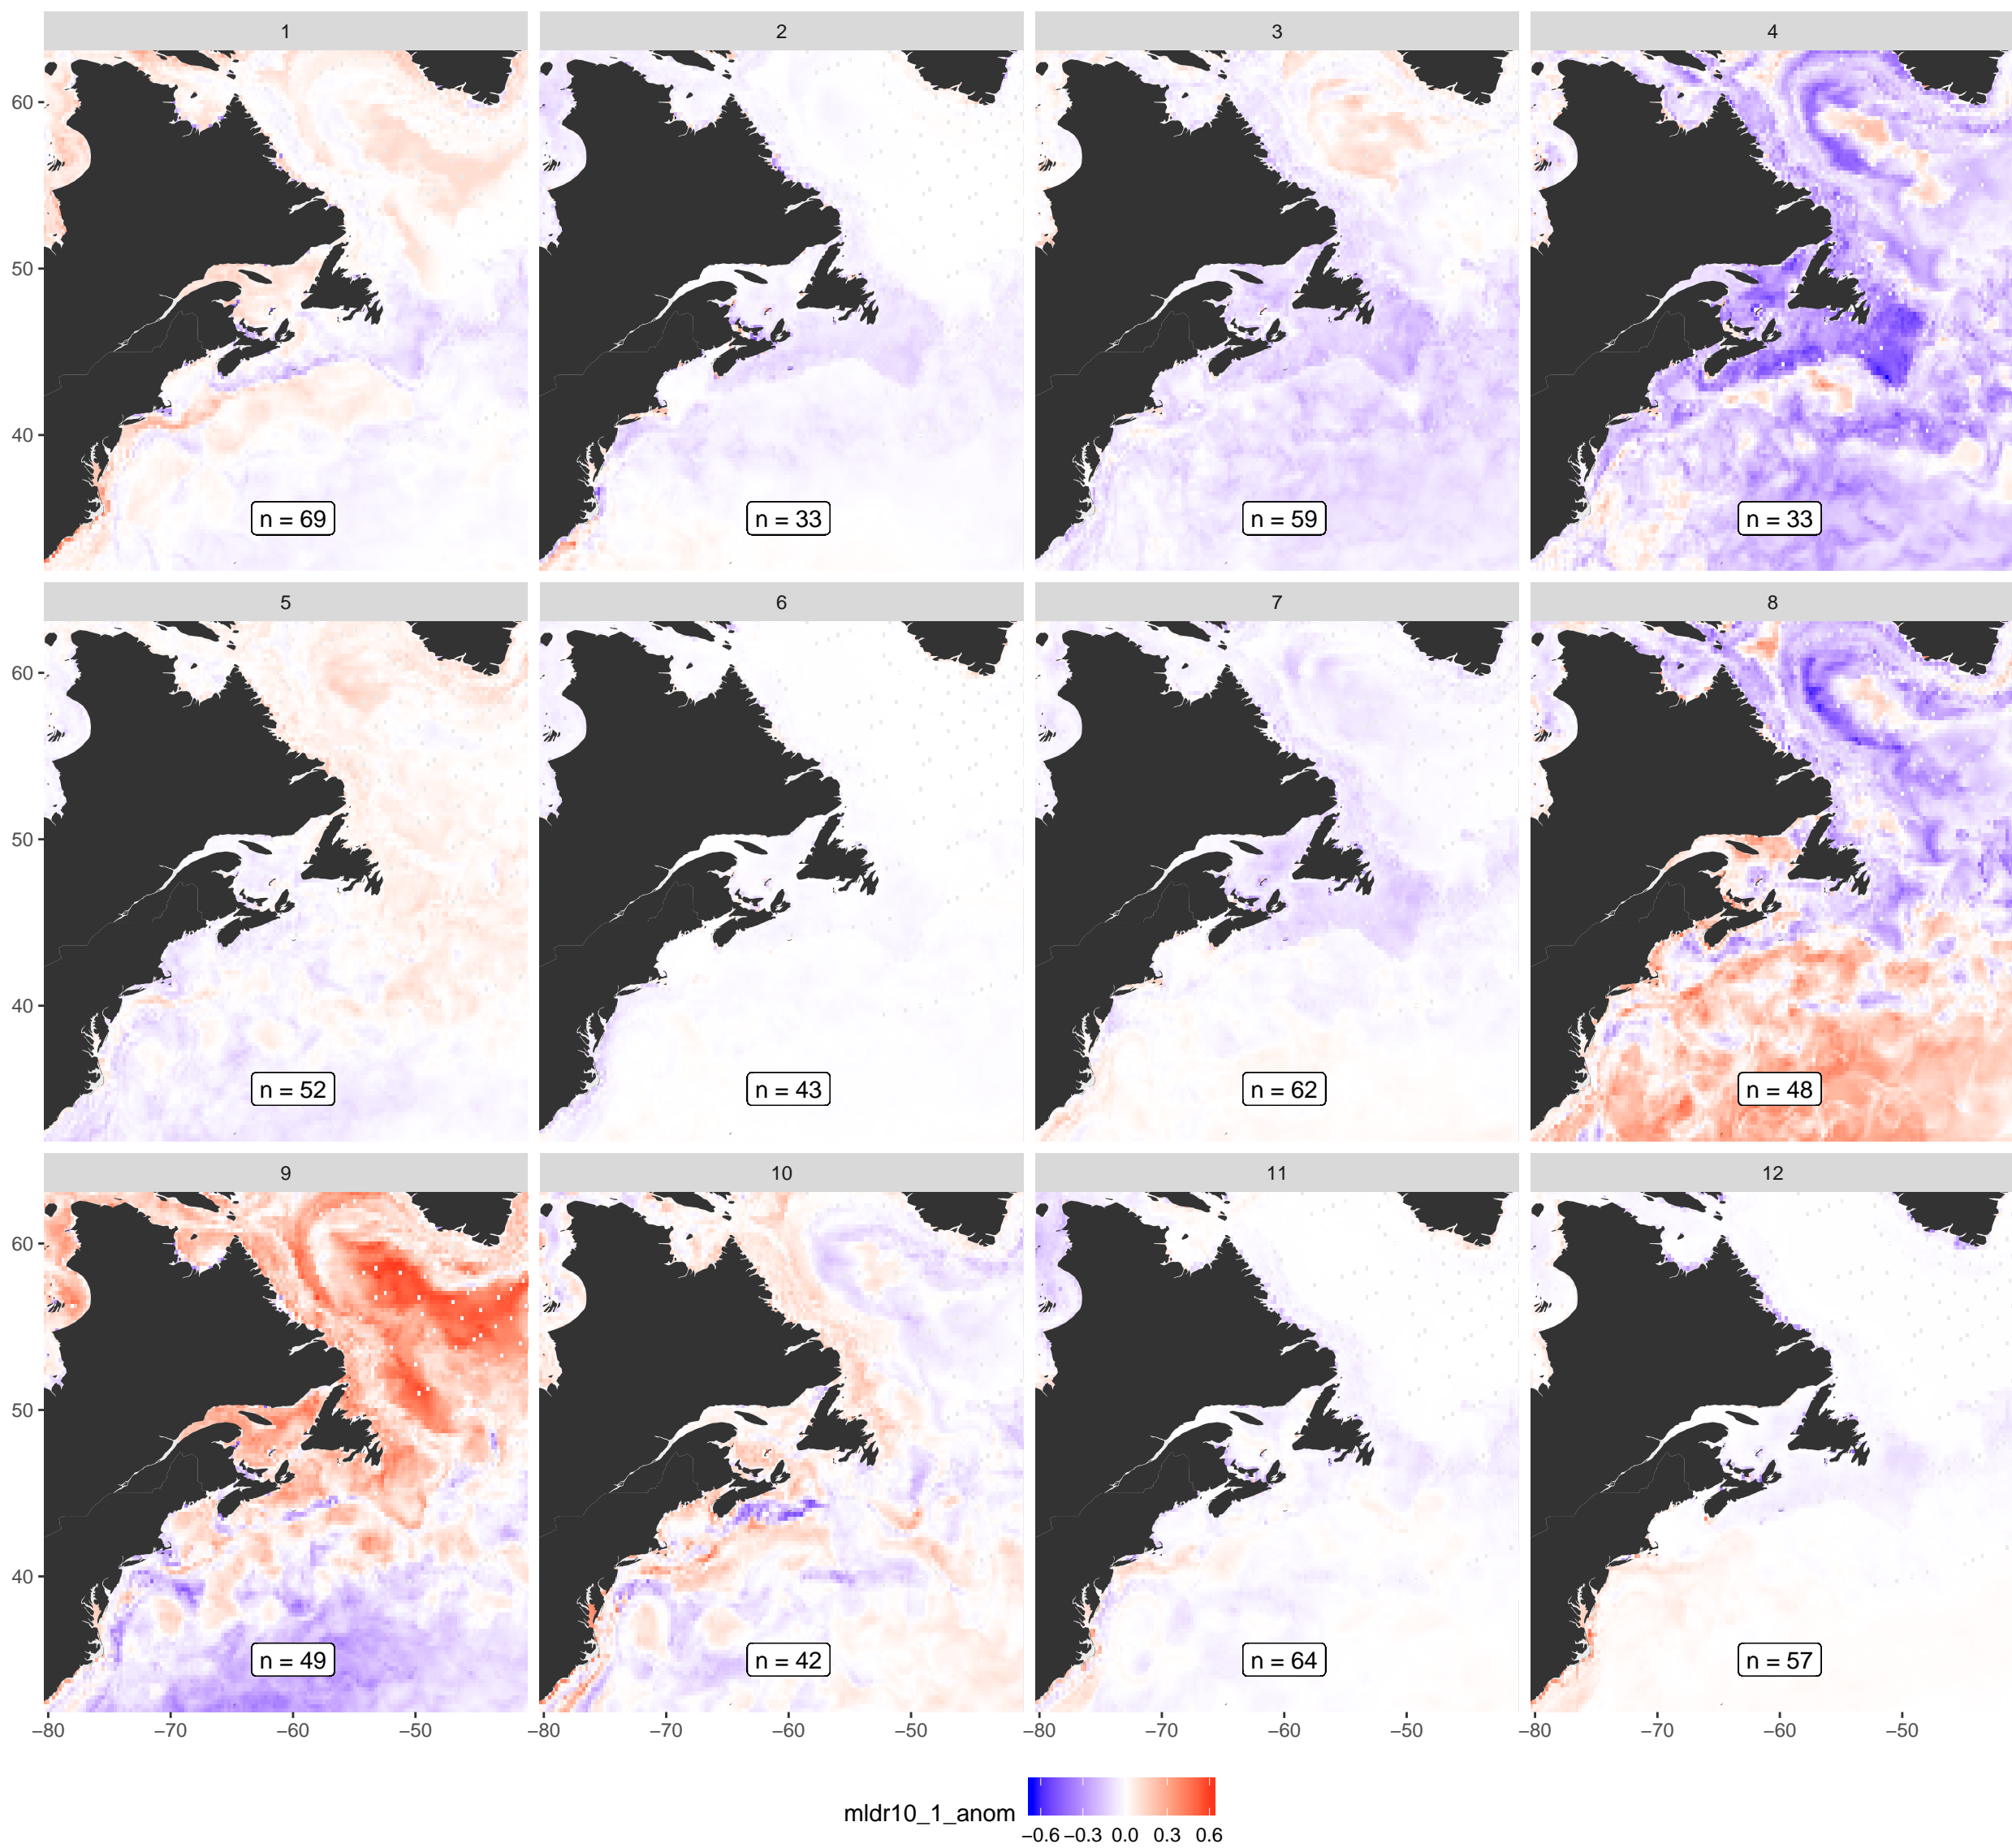 1 2 3 4
60
50
40
n = 69 n = 33 n = 59 n = 33
5 6 7 8
60
50
40
n = 52 n = 43 n = 62 n = 48
9 10 11 12
60
50
40
n = 49 n = 42 n = 64 n = 57
−80 −70 −60 −50 −80 −70 −60 −50 −80 −70 −60 −50 −80 −70 −60 −50
mldr10_1_anom
−0.6 −0.3 0.0 0.3 0.6